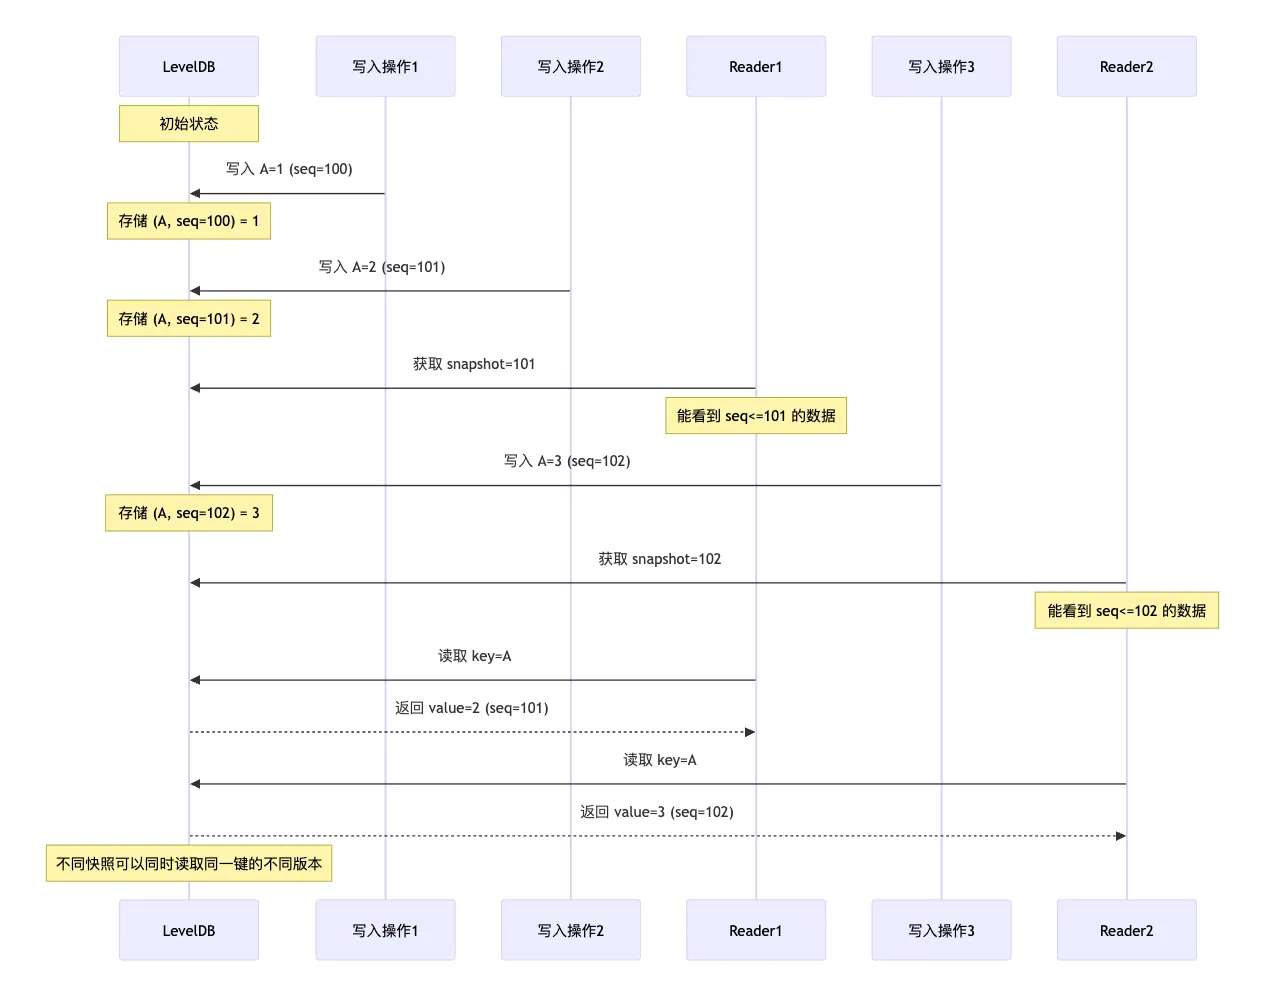 LevelDB
写入操作1
写入操作2
Reader1
写入操作3
Reader2
初始状态
写入 A=1 (seq=100)
存储 (A, seq=100) = 1
写入 A=2 (seq=101)
存储 (A, seq=101) = 2
获取 snapshot=101
能看到 seq<=101 的数据
写入 A=3 (seq=102)
存储 (A, seq=102) = 3
获取 snapshot=102
能看到 seq<=102 的数据
读取 key=A
返回 value=2 (seq=101)
读取 key=A
返回 value=3 (seq=102)
不同快照可以同时读取同一键的不同版本
LevelDB
写入操作1
写入操作2
Reader1
写入操作3
Reader2